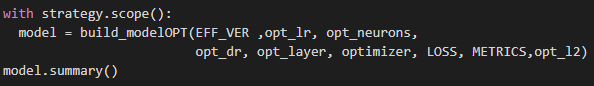 with strategy.scope():
  model = build_modelOPT(EFF_VER ,opt_lr, opt_neurons,
                         opt_dr, opt_layer, optimizer, LOSS, METRICS,opt_l2)
model.summary()